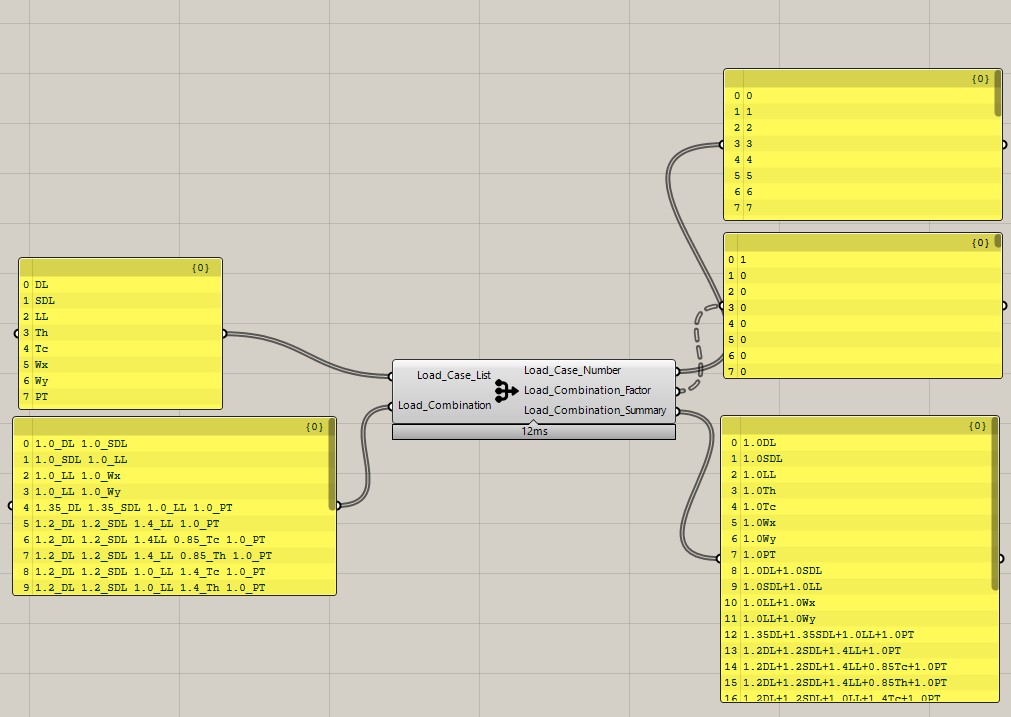 {0}
0 DL
1 SDL
2 LL
3 Th
4 Tc
5 Wx
6 Wy
7 PT
{0}
0 1.0_DL 1.0_SDL
1 1.0_SDL 1.0_LL
2 1.0_LL 1.0_Wx
3 1.0_LL 1.0_Wy
4 1.35_DL 1.35_SDL 1.0_LL 1.0_PT
5 1.2_DL 1.2_SDL 1.4_LL 1.0_PT
6 1.2_DL 1.2_SDL 1.4LL 0.85_Tc 1.0_PT
7 1.2_DL 1.2_SDL 1.4_LL 0.85_Th 1.0_PT
8 1.2_DL 1.2_SDL 1.0_LL 1.4_Tc 1.0_PT
9 1.2_DL 1.2_SDL 1.0_LL 1.4_Th 1.0_PT
Load_Case_List
Load_Combination
Load_Case_Number
Load_Combination_Factor
Load_Combination_Summary
12ms
{0}
0 0
1 1
2 2
3 3
4 4
5 5
6 6
7 7
{0}
0 1
1 0
2 0
3 0
4 0
5 0
6 0
7 0
{0}
0 1.0DL
1 1.0SDL
2 1.0LL
3 1.0Th
4 1.0Tc
5 1.0Wx
6 1.0Wy
7 1.0PT
8 1.0DL+1.0SDL
9 1.0SDL+1.0LL
10 1.0LL+1.0Wx
11 1.0LL+1.0Wy
12 1.35DL+1.35SDL+1.0LL+1.0PT
13 1.2DL+1.2SDL+1.4LL+1.0PT
14 1.2DL+1.2SDL+1.4LL+0.85Tc+1.0PT
15 1.2DL+1.2SDL+1.4LL+0.85Th+1.0PT
16 1.2DL+1.2SDL+1.0LL+1.4Tc+1.0PT